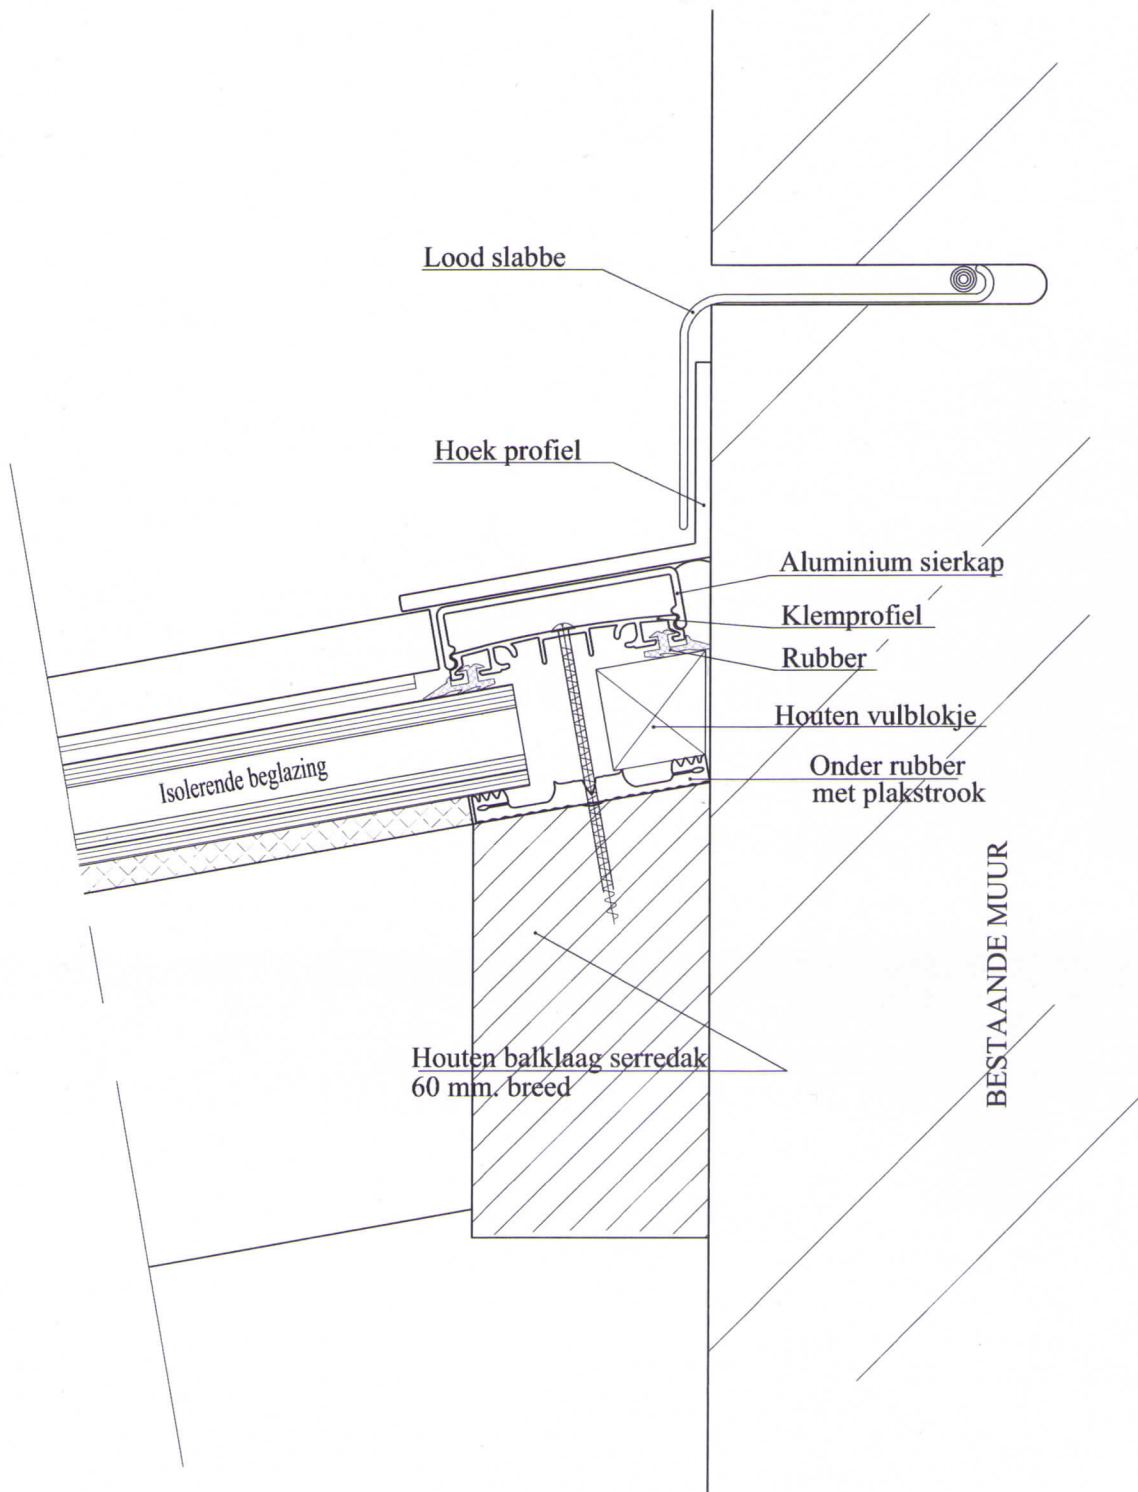 Lood slabbe
Hoek profiel
Aluminium sierkap
Klemprofiel
Rubber
Houten vulblokje
Onder rubber
met plakstrook
Isolerende beglazing
BESTAANDE MUUR
Houten balklaag serredak
60 mm. breed